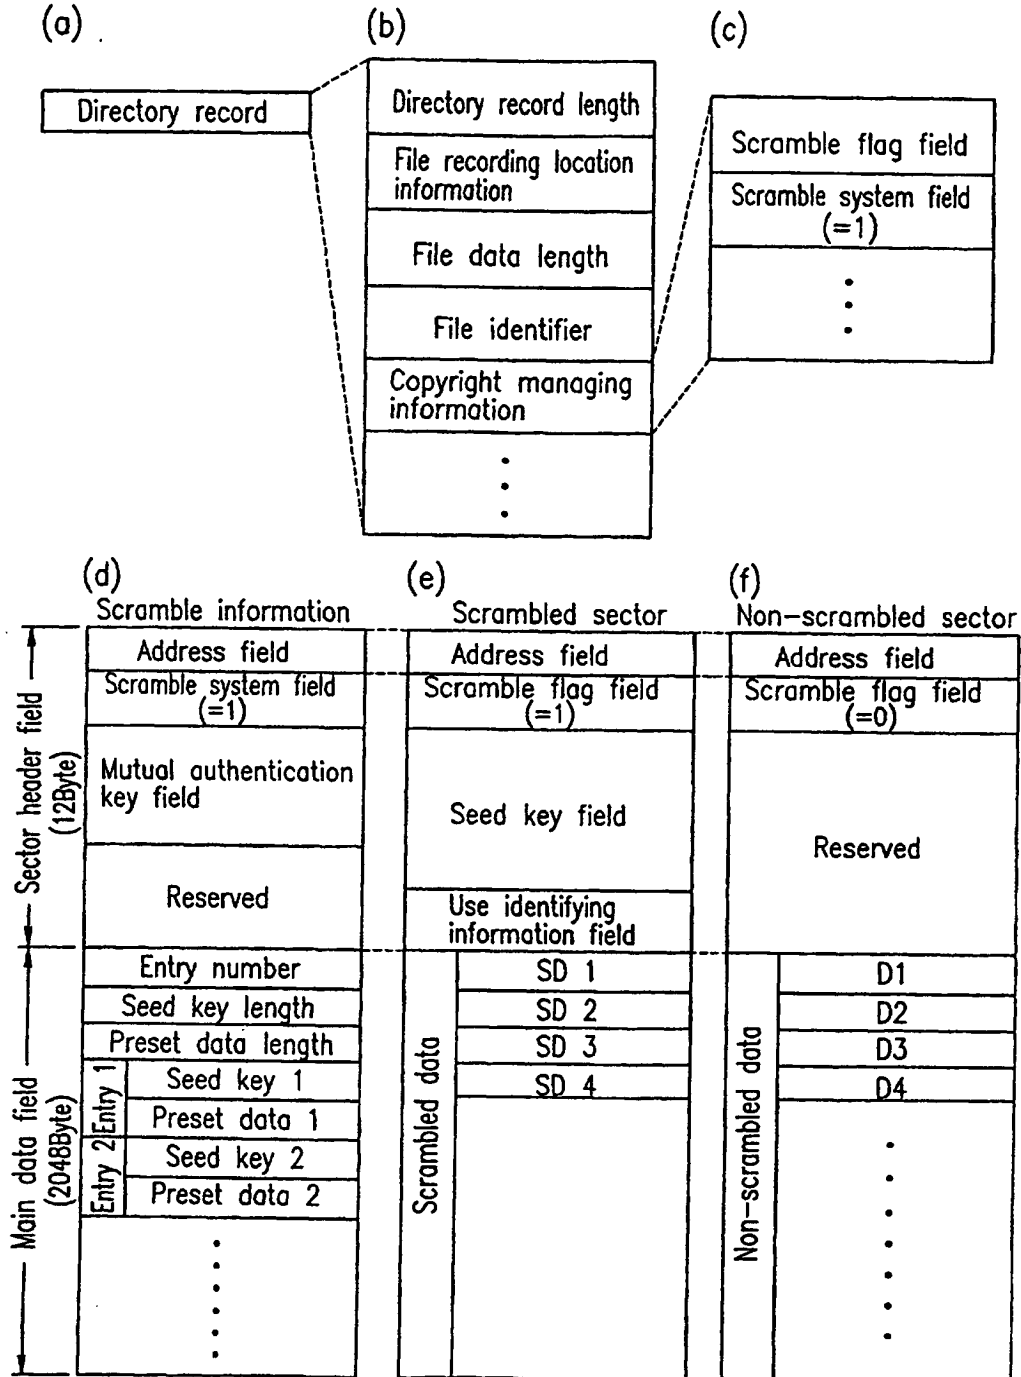 (a)
Directory record
(b)
Directory record length
File recording location
information
File data length
File identifier
Copyright managing
information
(c)
Scramble flag field
Scramble system field
(=1)
(d)
Scramble information
Sector header field
(12Byte)
Address field
Scramble system field
(=1)
Mutual authentication
key field
Reserved
Main data field
(2048Byte)
Entry number
Seed key length
Preset data length
Entry 1
Seed key 1
Preset data 1
Entry 2
Seed key 2
Preset data 2
(e)
Scrambled sector
Address field
Scramble flag field
(=1)
Seed key field
Use identifying
information field
Scrambled data
SD 1
SD 2
SD 3
SD 4
(f)
Non-scrambled sector
Address field
Scramble flag field
(=0)
Reserved
Non-scrambled data
D1
D2
D3
D4